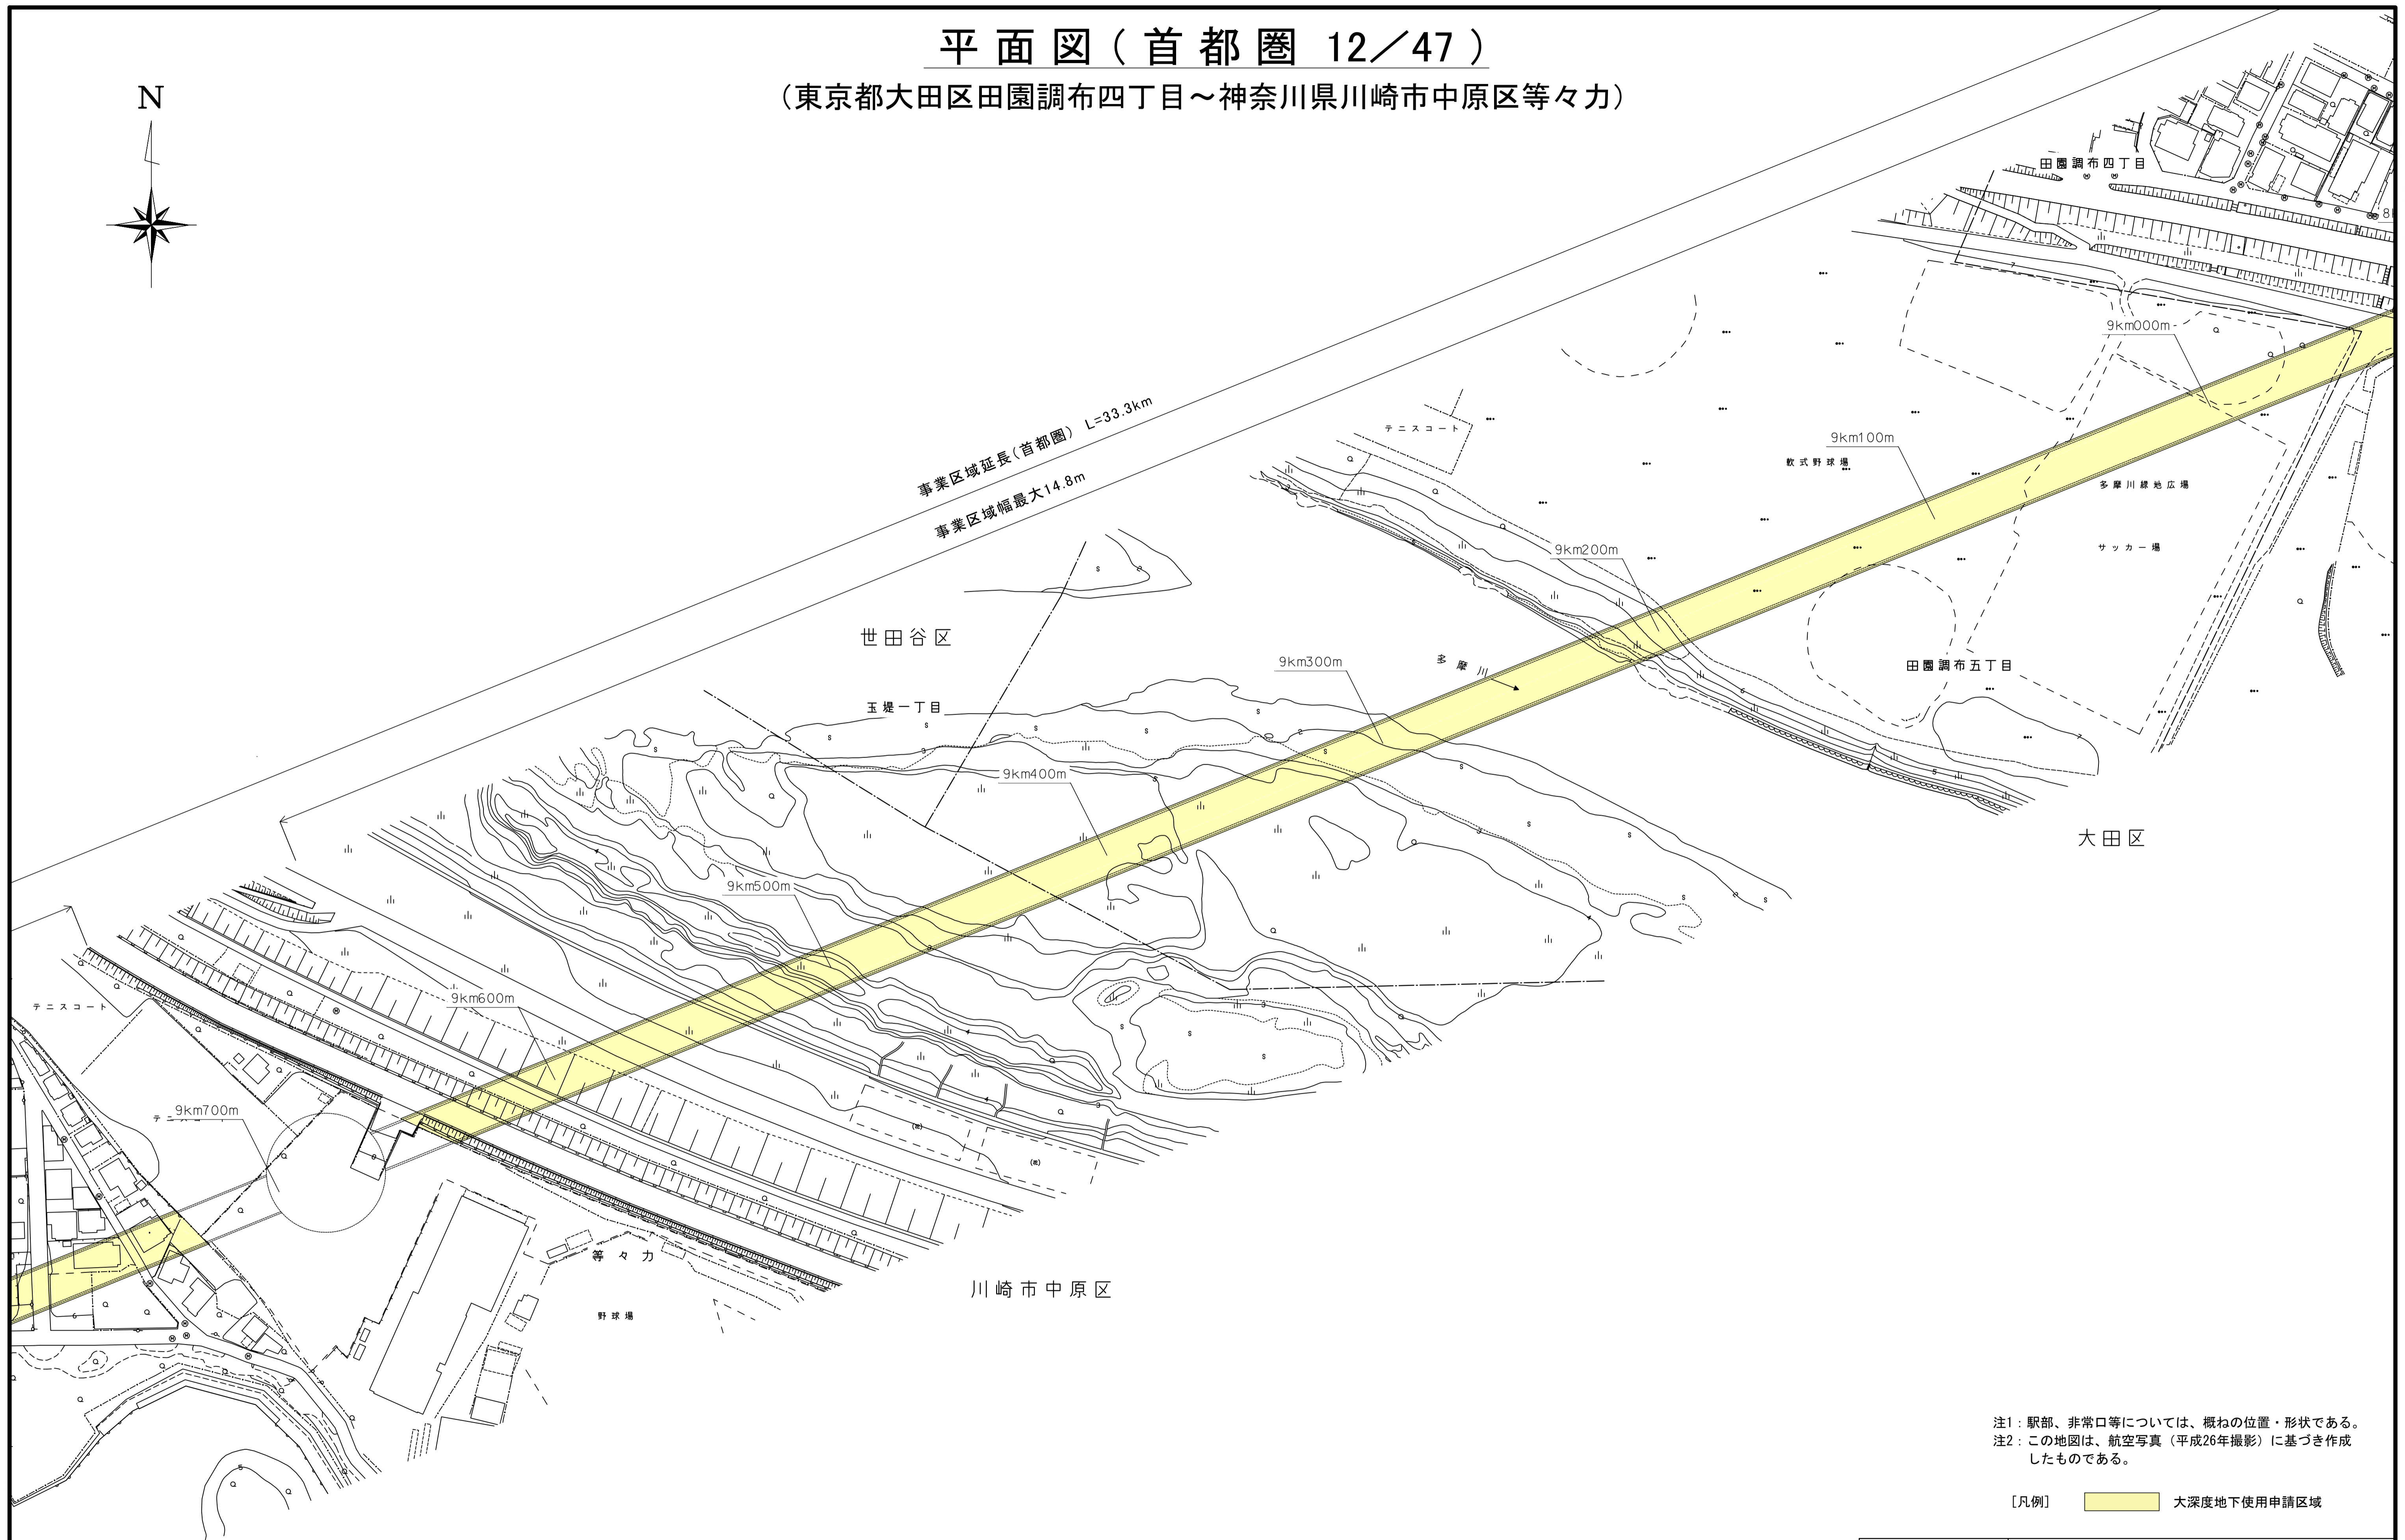 平面図(首都圏 12/47)
(東京都大田区田園調布四丁目~神奈川県川崎市中原区等々力)
N
田園調布四丁目
9km000m
事業区域延長(首都圏) L=33.3km
事業区域幅最大14.8m
テニスコート
9km100m
軟式野球場
多摩川緑地広場
サッカー場
9km200m
世田谷区
多摩川
9km300m
田園調布五丁目
玉堤一丁目
9km400m
大田区
9km500m
9km600m
テニスコート
9km700m
等々力
川崎市中原区
野球場
注1:駅部、非常口等については、概ねの位置・形状である。
注2:この地図は、航空写真(平成26年撮影)に基づき作成
したものである。
[凡例]
大深度地下使用申請区域